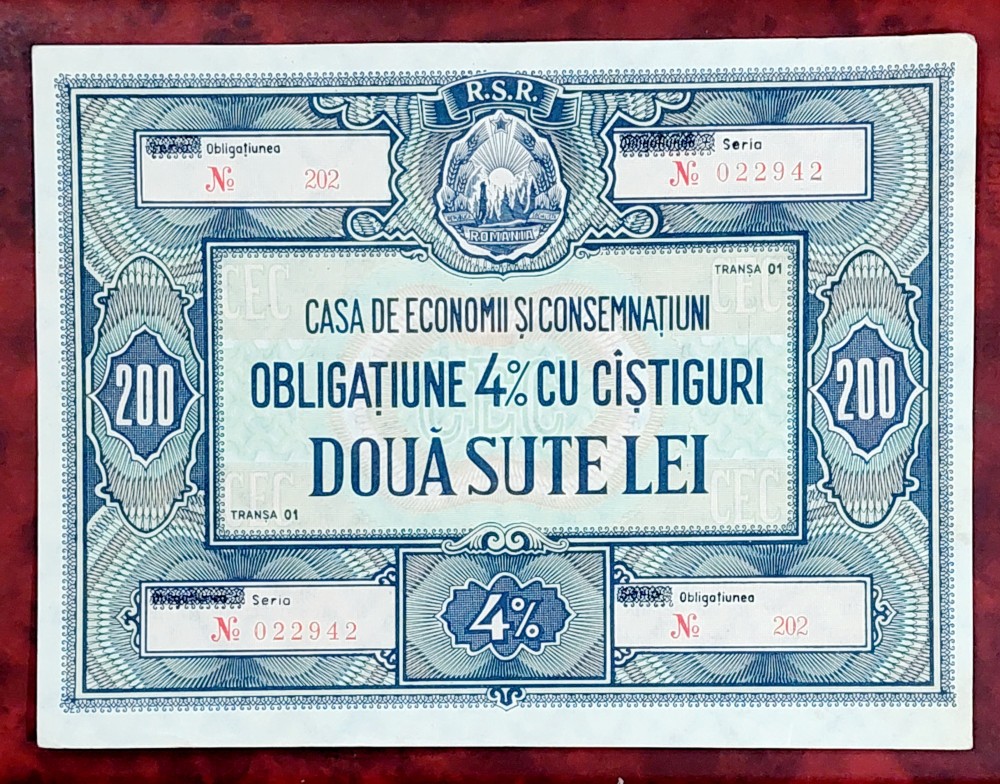 R.S.R.
Obligațiunea
№ 202
Seria
№ 022942
ROMANIA
CEC
CEC
TRANȘA 01
CASA DE ECONOMII ȘI CONSEMNAȚIUNI
OBLIGAȚIUNE 4% CU CÎȘTIGURI
CEC
200
200
DOUĂ SUTE LEI
CEC
CEC
TRANȘA 01
Seria
№ 022942
4%
Obligațiunea
№ 202